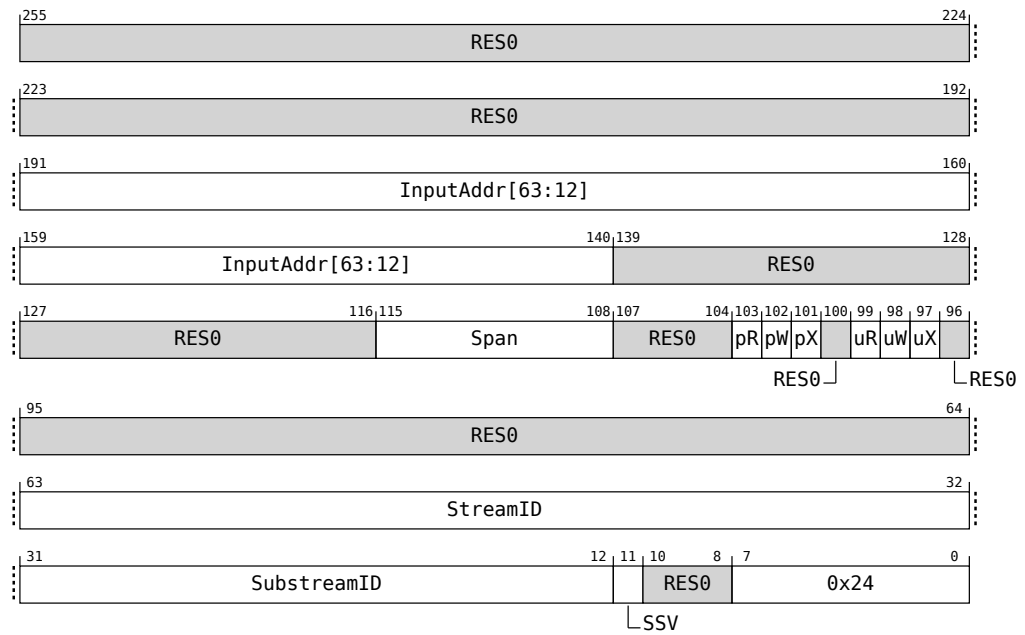 255 224
RES0
223 192
RES0
191 160
InputAddr[63:12]
159 140 139 128
InputAddr[63:12] RES0
127 116 115 108 107 104 103 102 101 100 99 98 97 96
RES0 Span RES0 pR pW pX uR uW uX
RES0 RES0
95 64
RES0
63 32
StreamID
31 12 11 10 8 7 0
SubstreamID RES0 0x24
SSV